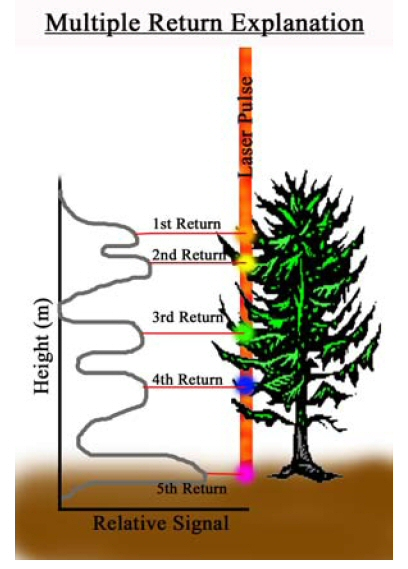 Multiple Return Explanation
Laser Pulse
1st Return
2nd Return
3rd Return
4th Return
5th Return
Height (m)
Relative Signal